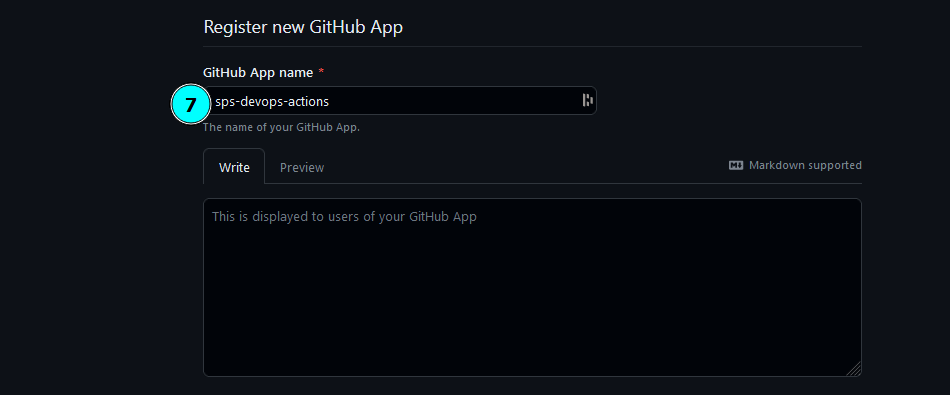 Register new GitHub App
GitHub App name *
7 sps-devops-actions
The name of your GitHub App.
Write Preview Markdown supported
This is displayed to users of your GitHub App